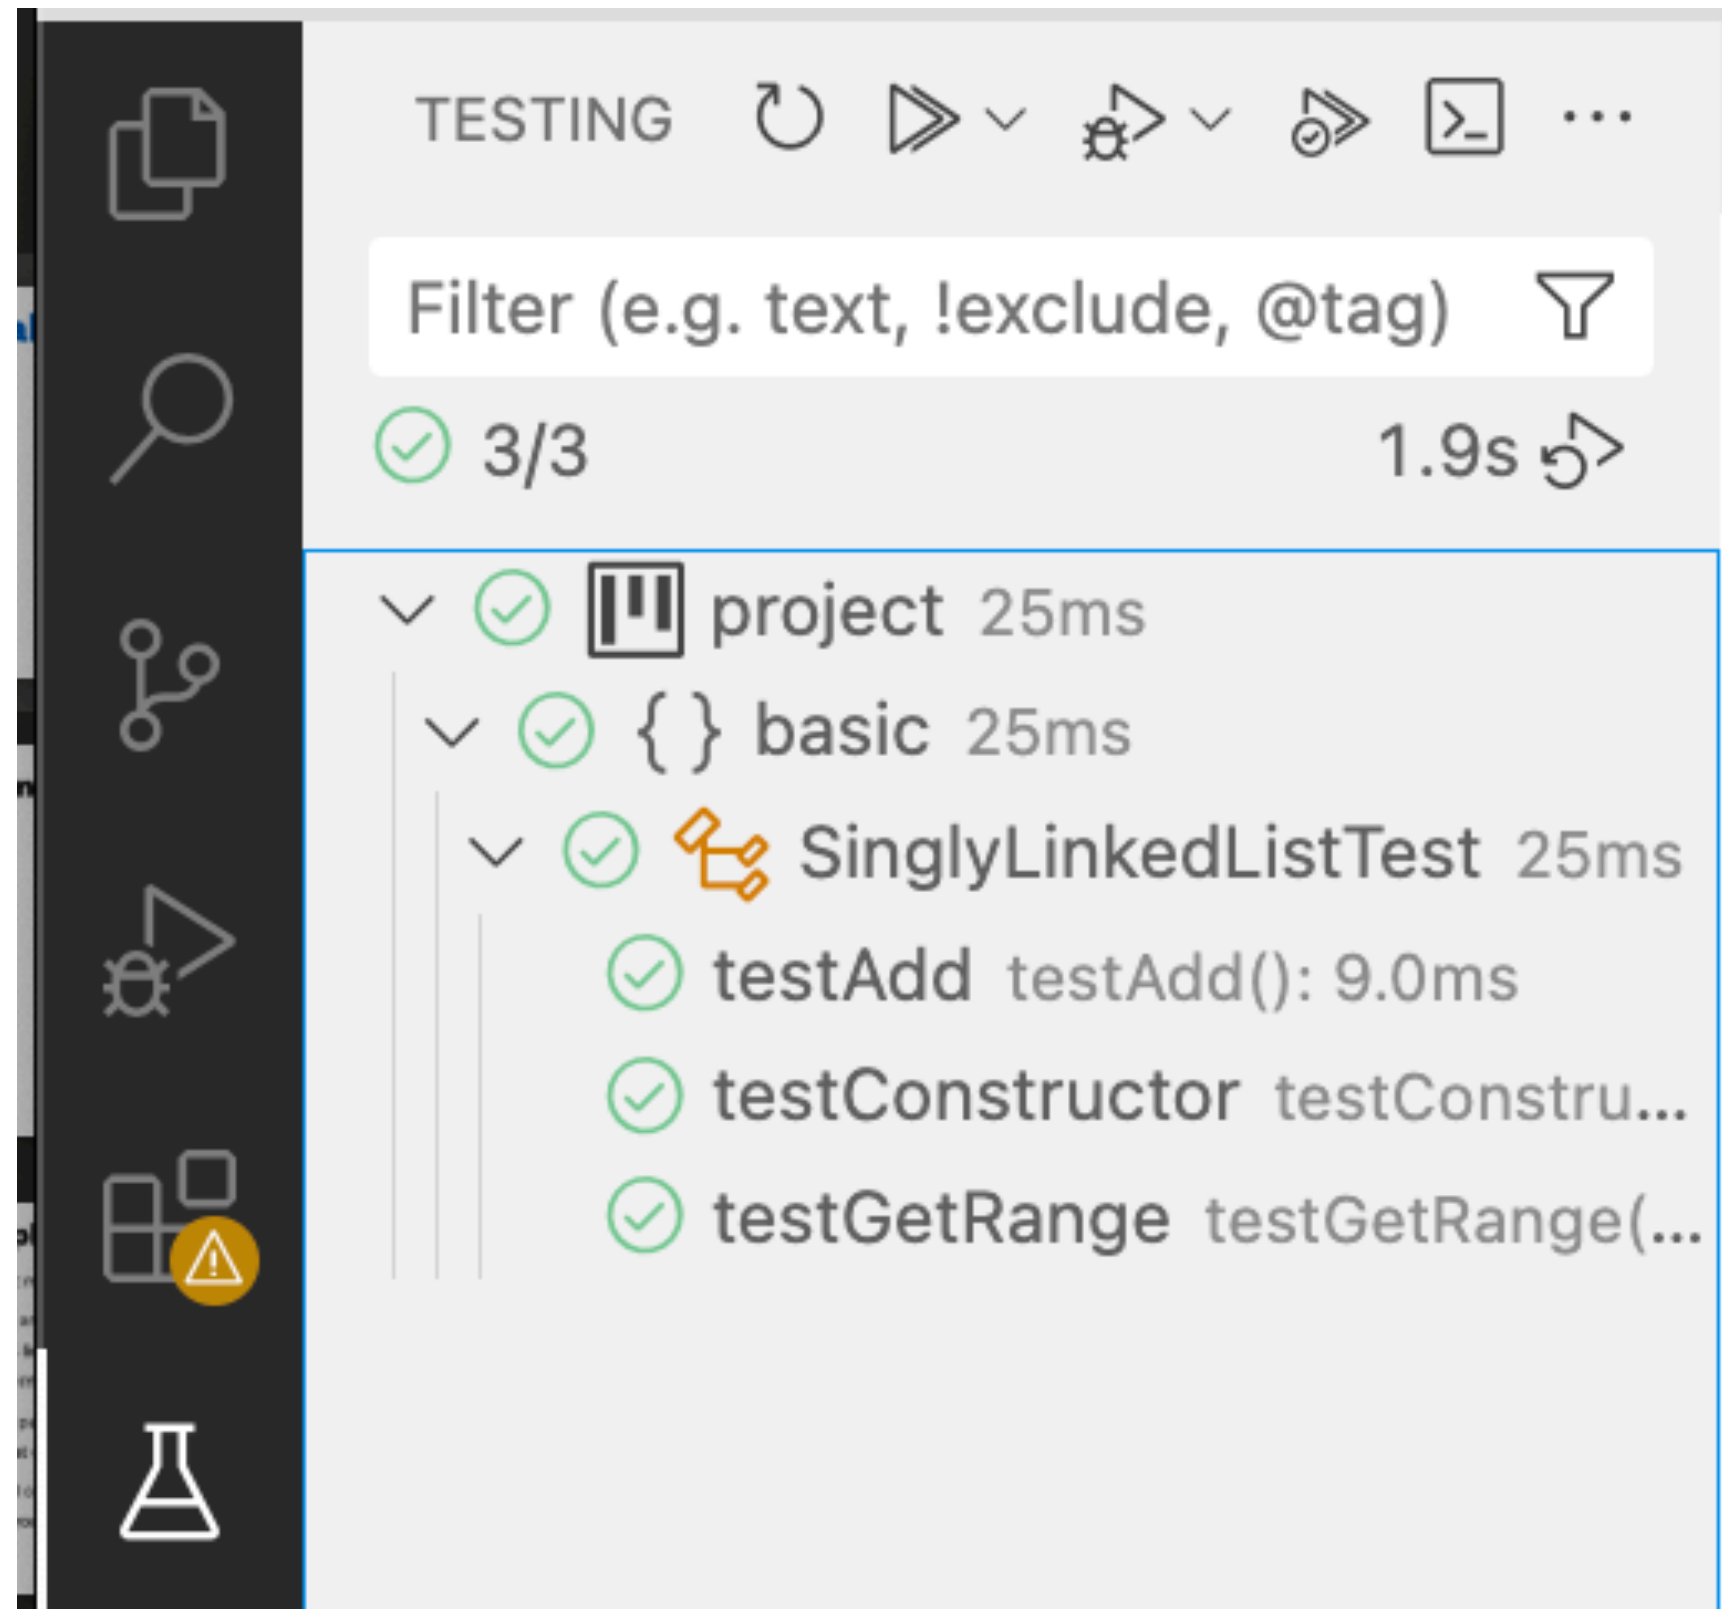 TESTING
Filter (e.g. text, !exclude, @tag)
3/3 1.9s
project 25ms
{ } basic 25ms
SinglyLinkedListTest 25ms
testAdd testAdd(): 9.0ms
testConstructor testConstru...
testGetRange testGetRange(...